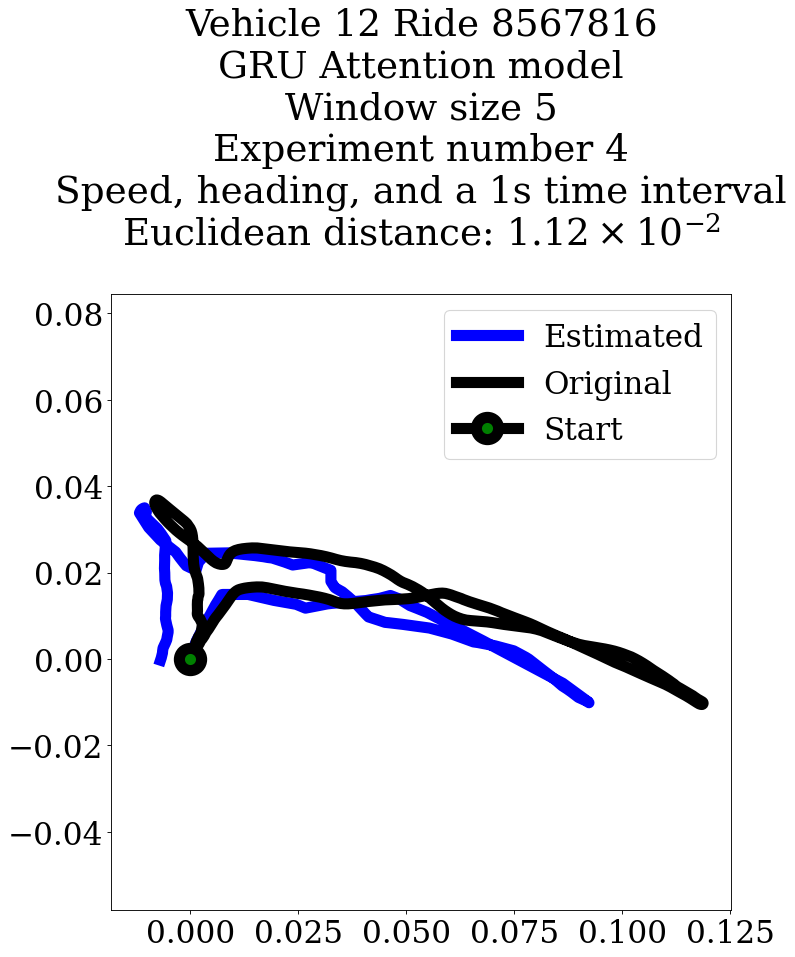 Vehicle 12 Ride 8567816
GRU Attention model
Window size 5
Experiment number 4
Speed, heading, and a 1s time interval
Euclidean distance: 1.12 × 10⁻²
Estimated
Original
Start
0.08
0.06
0.04
0.02
0.00
−0.02
−0.04
0.000 0.025 0.050 0.075 0.100 0.125